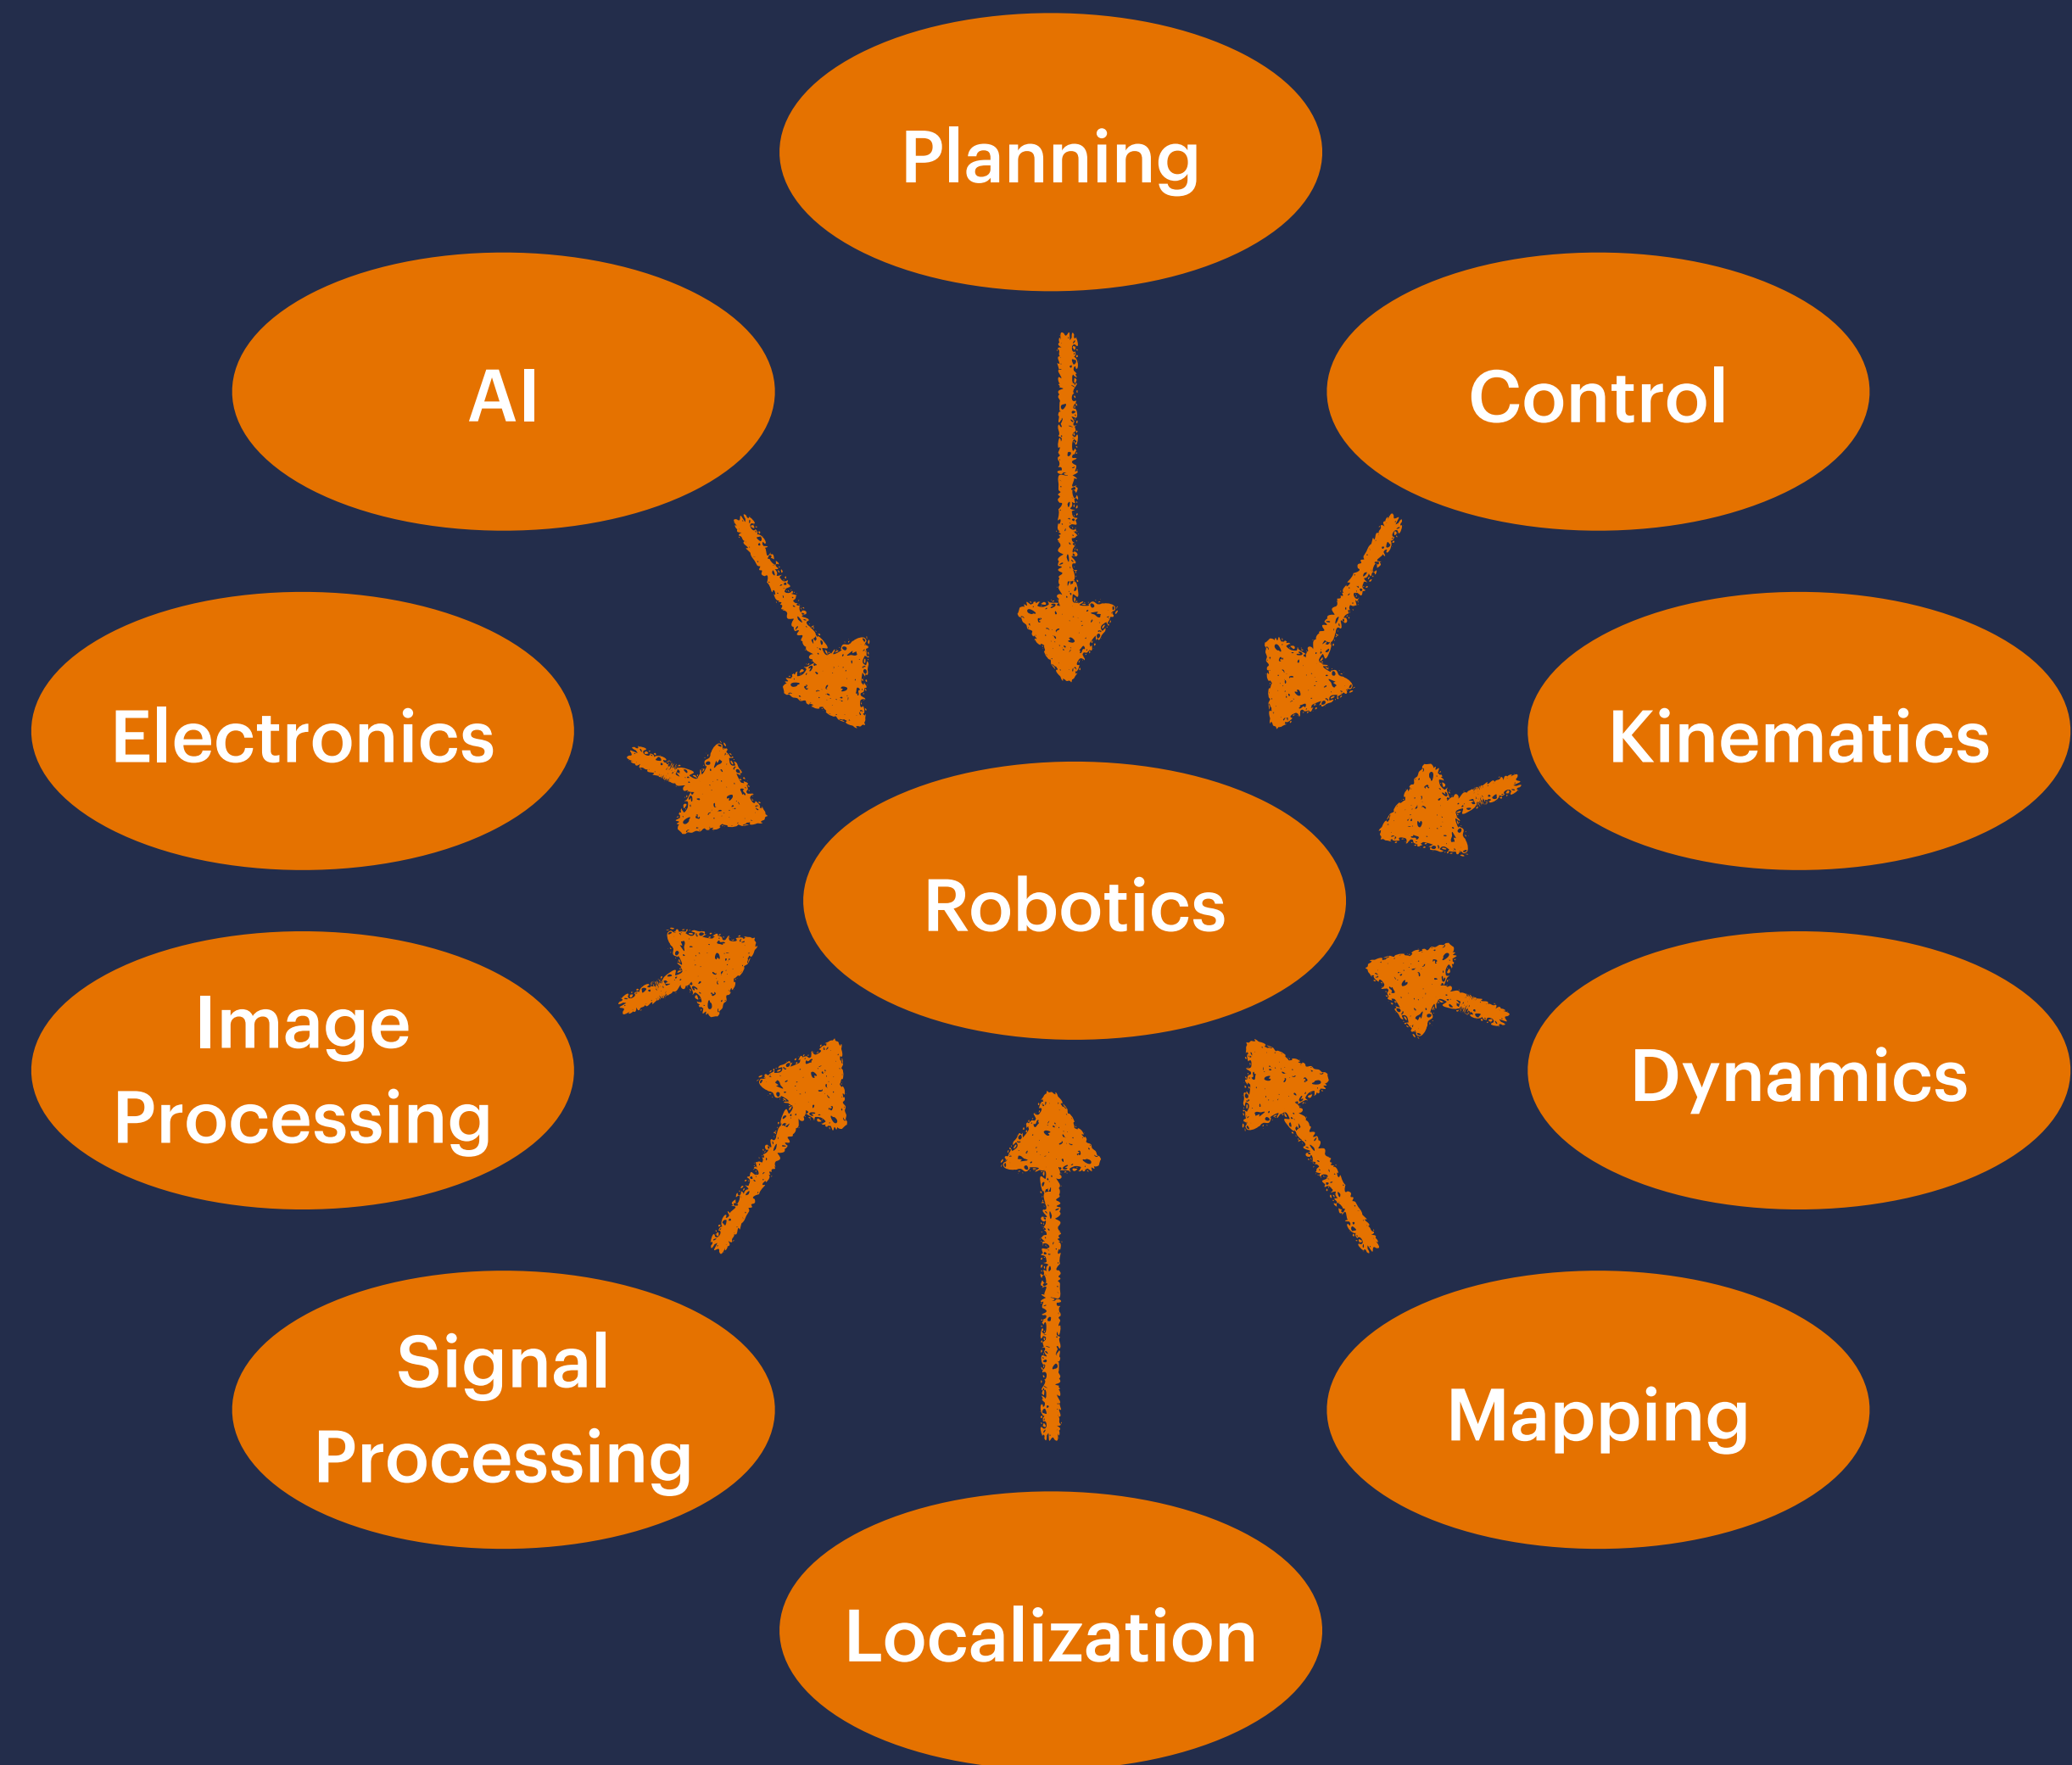 Planning
AI
Control
Electronics
Kinematics
Robotics
Image
Processing
Dynamics
Signal
Processing
Mapping
Localization